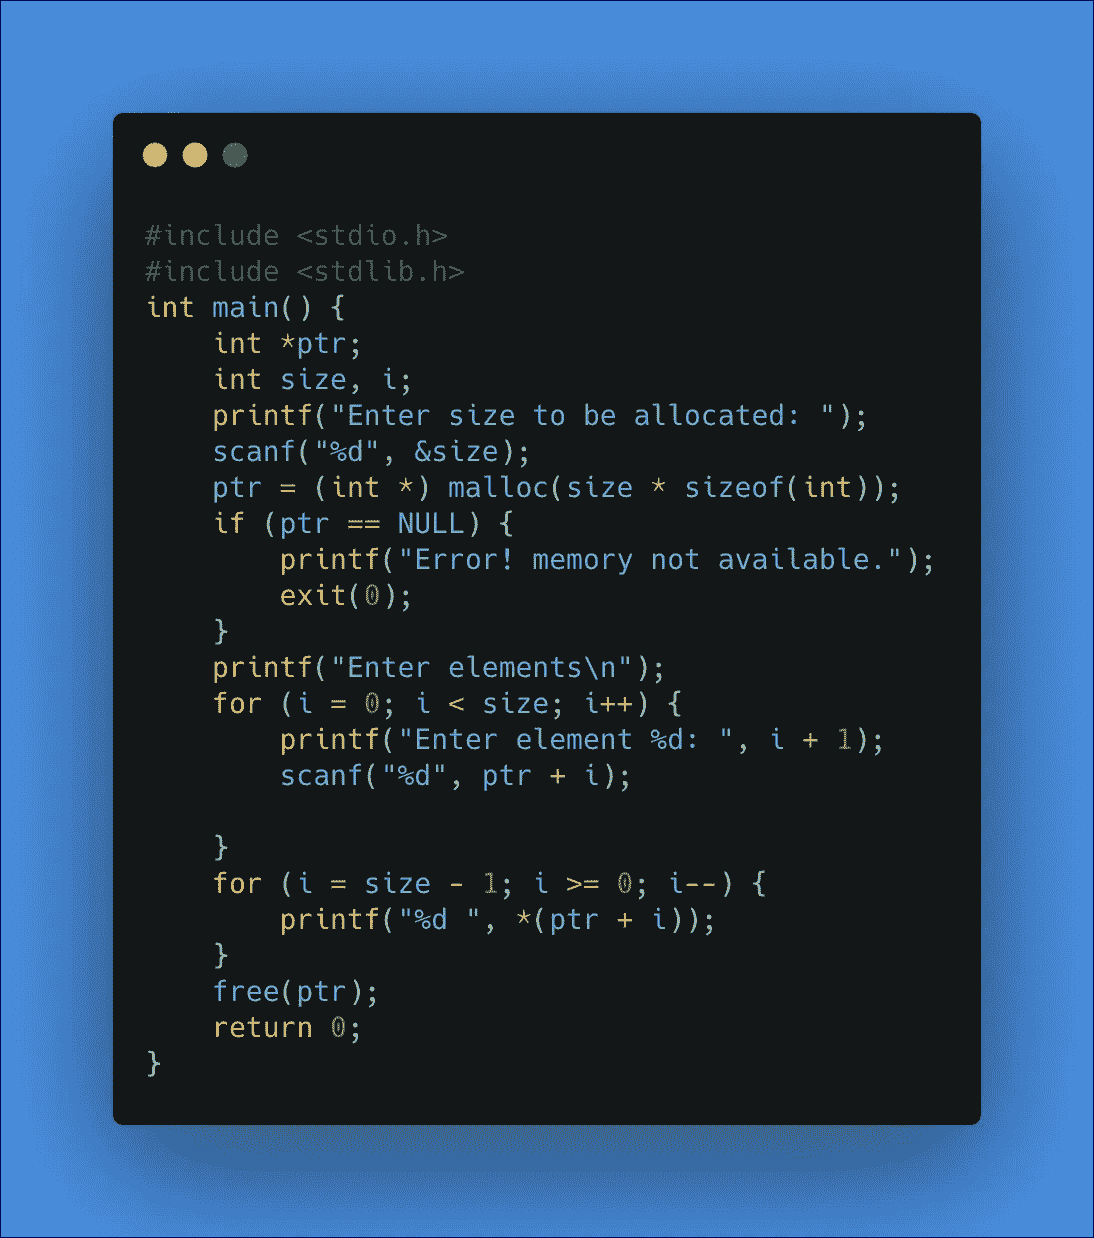 #include <stdio.h>
#include <stdlib.h>
int main() {
    int *ptr;
    int size, i;
    printf("Enter size to be allocated: ");
    scanf("%d", &size);
    ptr = (int *) malloc(size * sizeof(int));
    if (ptr == NULL) {
        printf("Error! memory not available.");
        exit(0);
    }
    printf("Enter elements\n");
    for (i = 0; i < size; i++) {
        printf("Enter element %d: ", i + 1);
        scanf("%d", ptr + i);

    }
    for (i = size - 1; i >= 0; i--) {
        printf("%d ", *(ptr + i));
    }
    free(ptr);
    return 0;
}